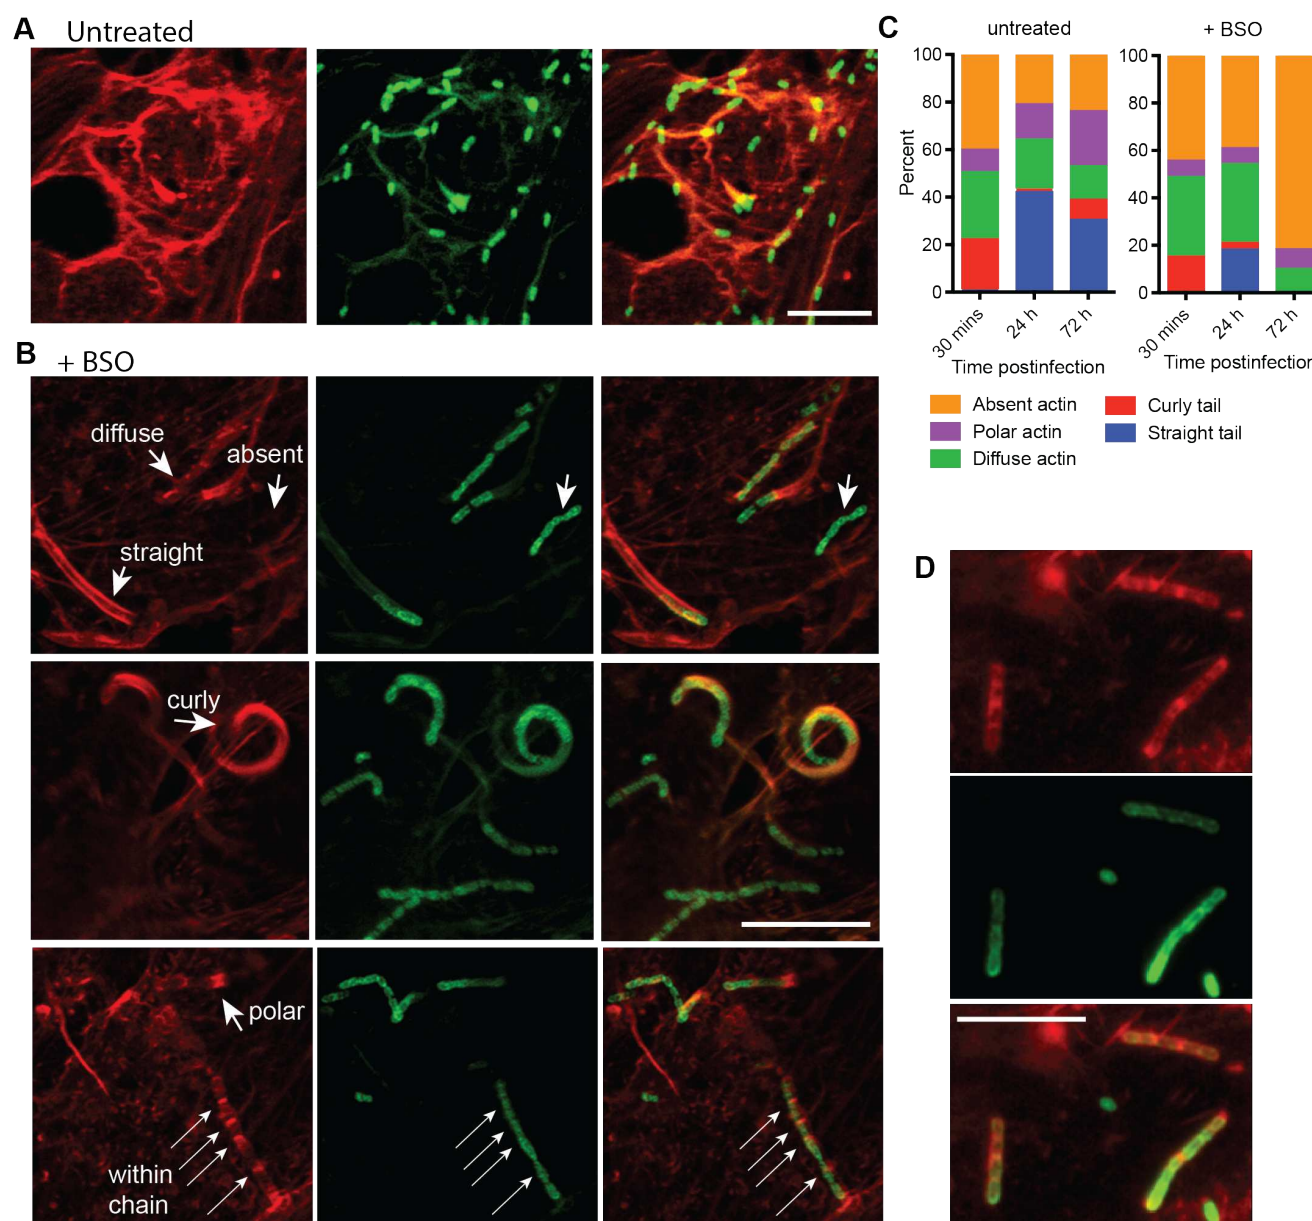 A Untreated
B + BSO
diffuse
absent
straight
curly
polar
within
chain
C
untreated
+ BSO
Percent
100
80
60
40
20
0
30 mins
24 h
72 h
Time postinfection
100
80
60
40
20
0
30 mins
24 h
72 h
Time postinfection
Absent actin
Polar actin
Diffuse actin
Curly tail
Straight tail
D